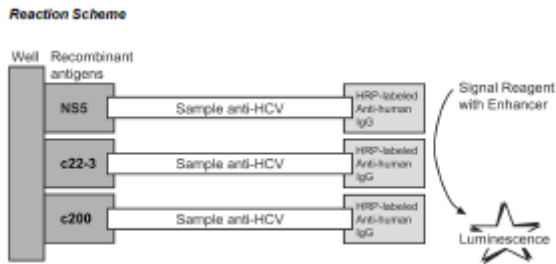 Reaction Scheme
Well
Recombinant
antigens
NS5
Sample anti-HCV
HRP-labeled
Anti-human
IgG
c22-3
Sample anti-HCV
HRP-labeled
Anti-human
IgG
c200
Sample anti-HCV
HRP-labeled
Anti-human
IgG
Signal Reagent
with Enhancer
Luminescence